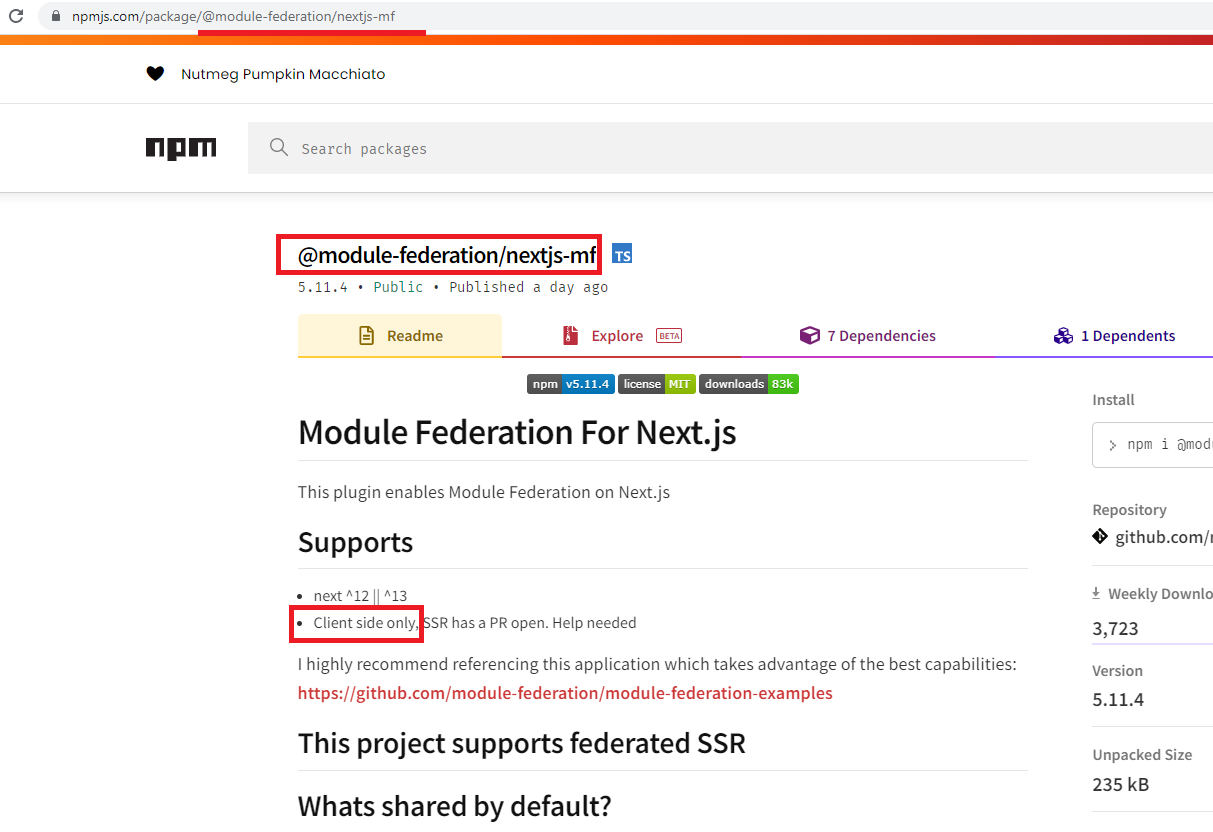 npmjs.com/package/@module-federation/nextjs-mf
Nutmeg Pumpkin Macchiato
npm
Search packages
@module-federation/nextjs-mf TS
5.11.4 • Public • Published a day ago
Readme
Explore BETA
7 Dependencies
1 Dependents
npm v5.11.4 license MIT downloads 83k
Module Federation For Next.js
This plugin enables Module Federation on Next.js
Supports
• next ^12 || ^13
• Client side only, SSR has a PR open. Help needed
I highly recommend referencing this application which takes advantage of the best capabilities:
https://github.com/module-federation/module-federation-examples
This project supports federated SSR
Whats shared by default?
Install
> npm i @mod
Repository
github.com/
Weekly Downlo
3,723
Version
5.11.4
Unpacked Size
235 kB